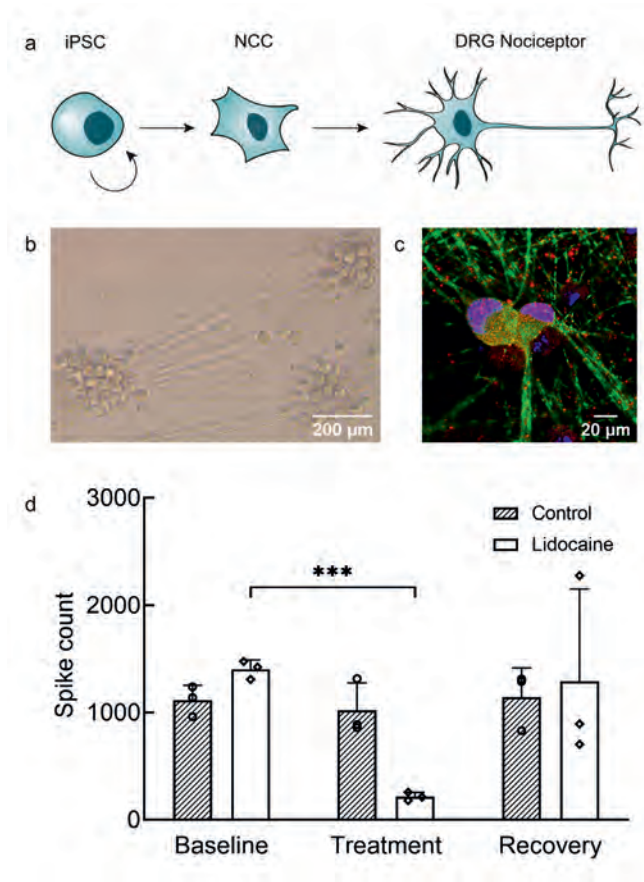 a
iPSC
NCC
DRG Nociceptor
b
200 µm
c
20 µm
d
3000
2000
1000
0
Spike count
***
Control
Lidocaine
Baseline
Treatment
Recovery